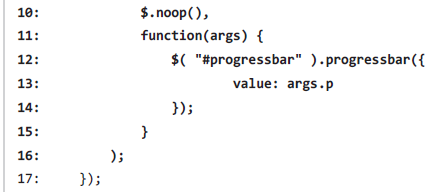 10:             $.noop(),
11:             function(args) {
12:                 $( "#progressbar" ).progressbar({
13:                         value: args.p
14:                 });
15:             }
16:         );
17:     });